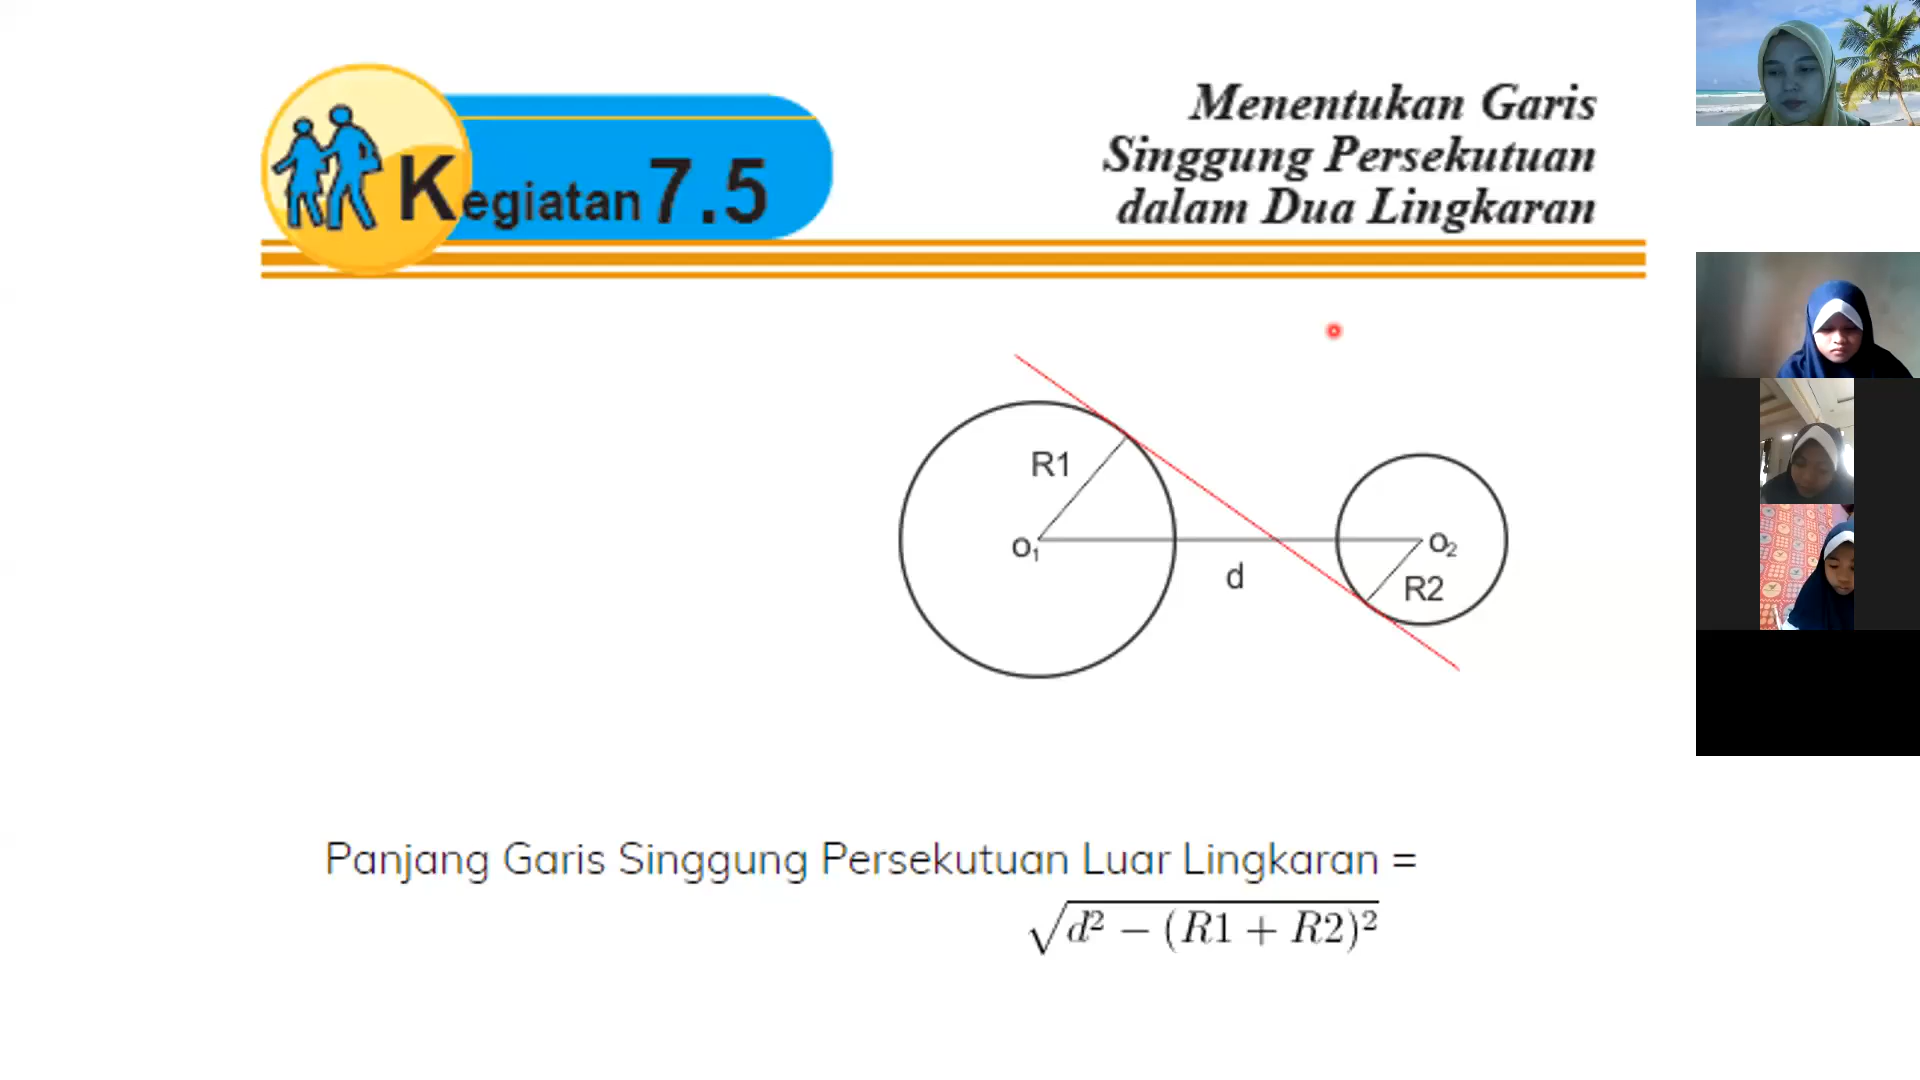 Kegiatan 7.5
Menentukan Garis
Singgung Persekutuan
dalam Dua Lingkaran
R1
O₁
d
O₂
R2
Panjang Garis Singgung Persekutuan Luar Lingkaran =
√d² − (R1 + R2)²